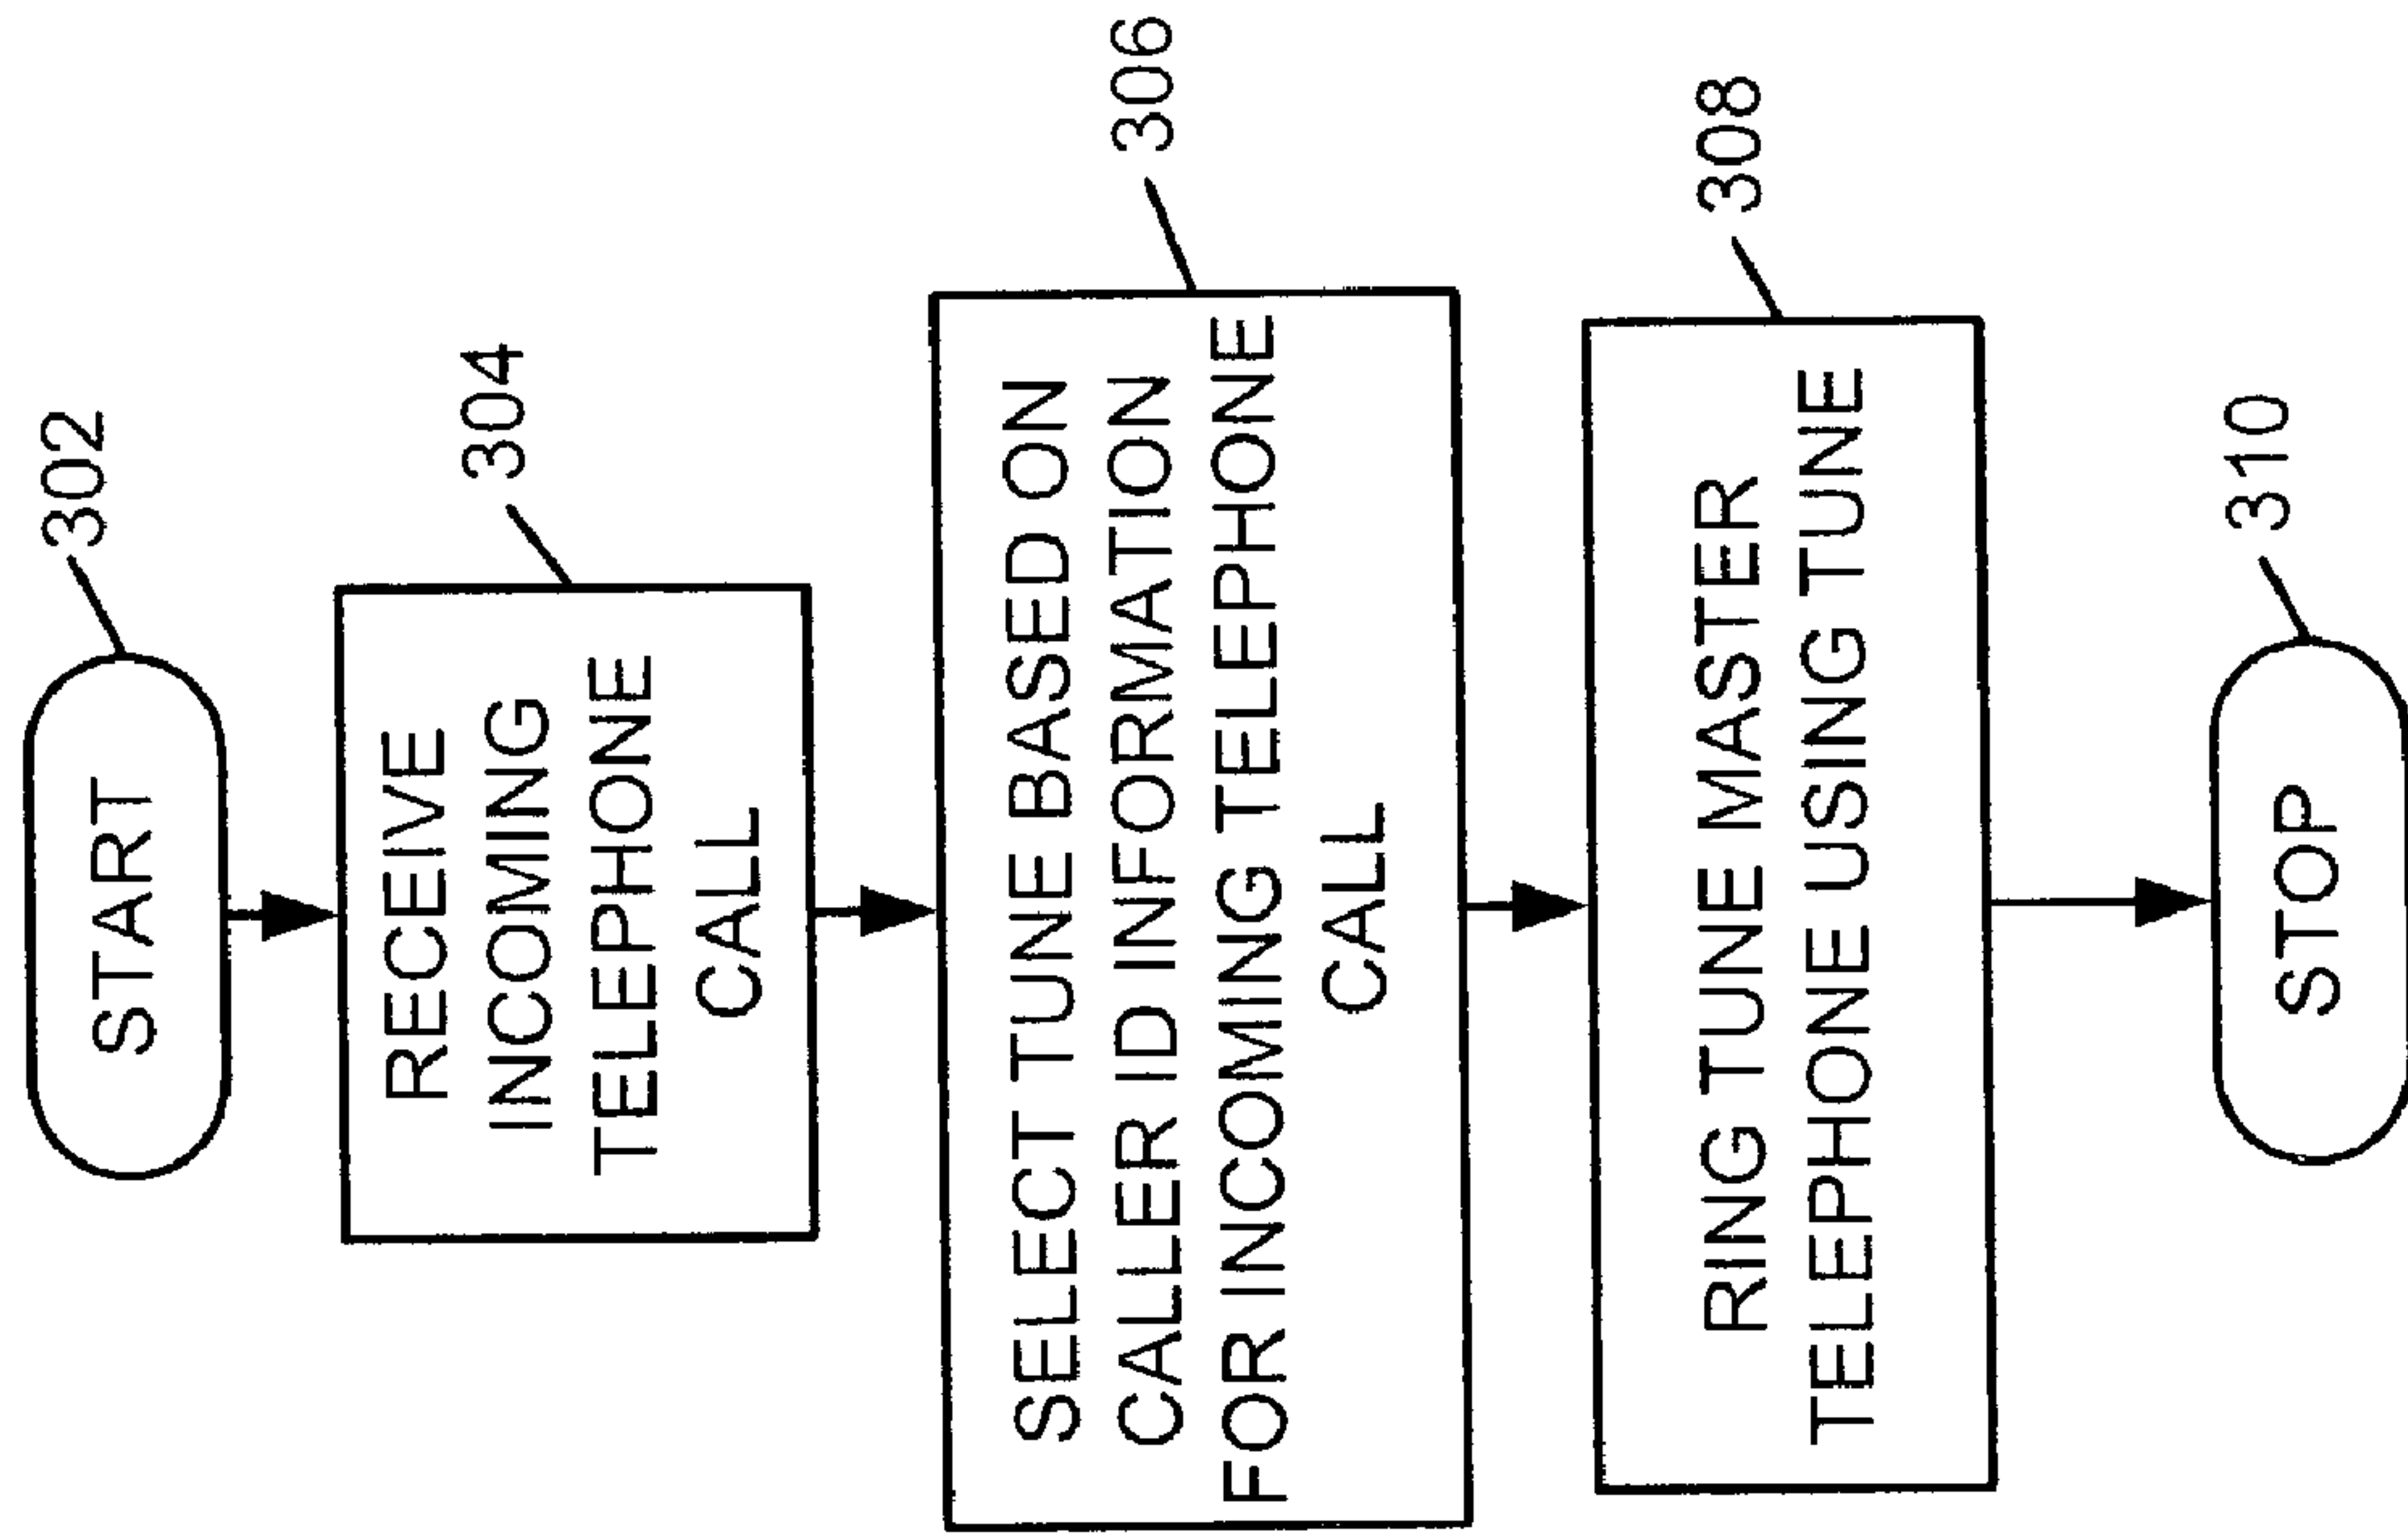 302
START
304
RECEIVE
INCOMING
TELEPHONE
CALL
306
SELECT TUNE BASED ON
CALLER ID INFORMATION
FOR INCOMING TELEPHONE
CALL
308
RING TUNE MASTER
TELEPHONE USING TUNE
310
STOP